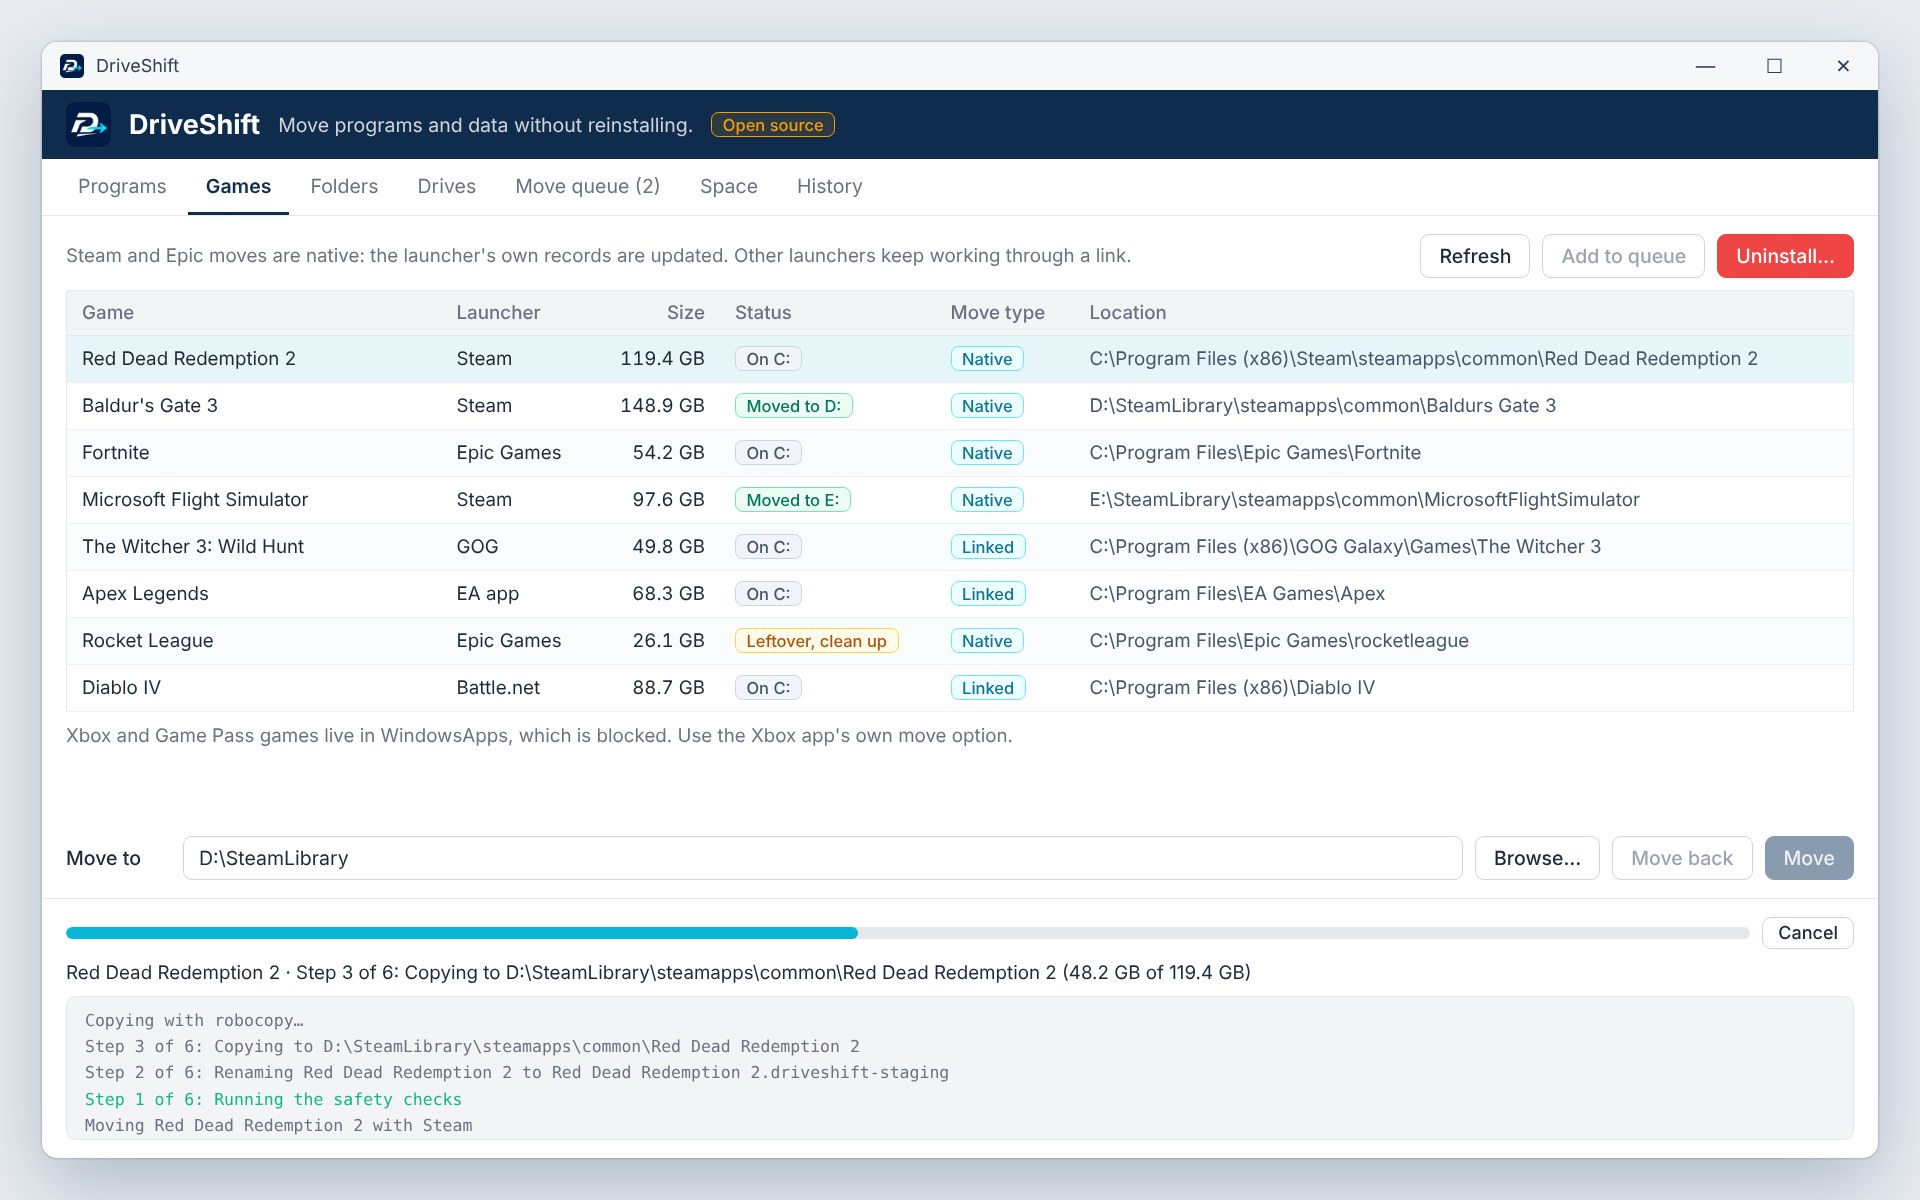 DriveShift
DriveShift Move programs and data without reinstalling. Open source
Programs Games Folders Drives Move queue (2) Space History
Steam and Epic moves are native: the launcher's own records are updated. Other launchers keep working through a link. Refresh Add to queue Uninstall...
Game Launcher Size Status Move type Location
Red Dead Redemption 2 Steam 119.4 GB On C: Native C:\Program Files (x86)\Steam\steamapps\common\Red Dead Redemption 2
Baldur's Gate 3 Steam 148.9 GB Moved to D: Native D:\SteamLibrary\steamapps\common\Baldurs Gate 3
Fortnite Epic Games 54.2 GB On C: Native C:\Program Files\Epic Games\Fortnite
Microsoft Flight Simulator Steam 97.6 GB Moved to E: Native E:\SteamLibrary\steamapps\common\MicrosoftFlightSimulator
The Witcher 3: Wild Hunt GOG 49.8 GB On C: Linked C:\Program Files (x86)\GOG Galaxy\Games\The Witcher 3
Apex Legends EA app 68.3 GB On C: Linked C:\Program Files\EA Games\Apex
Rocket League Epic Games 26.1 GB Leftover, clean up Native C:\Program Files\Epic Games\rocketleague
Diablo IV Battle.net 88.7 GB On C: Linked C:\Program Files (x86)\Diablo IV
Xbox and Game Pass games live in WindowsApps, which is blocked. Use the Xbox app's own move option.
Move to D:\SteamLibrary Browse... Move back Move
Cancel
Red Dead Redemption 2 · Step 3 of 6: Copying to D:\SteamLibrary\steamapps\common\Red Dead Redemption 2 (48.2 GB of 119.4 GB)
Copying with robocopy…
Step 3 of 6: Copying to D:\SteamLibrary\steamapps\common\Red Dead Redemption 2
Step 2 of 6: Renaming Red Dead Redemption 2 to Red Dead Redemption 2.driveshift-staging
Step 1 of 6: Running the safety checks
Moving Red Dead Redemption 2 with Steam